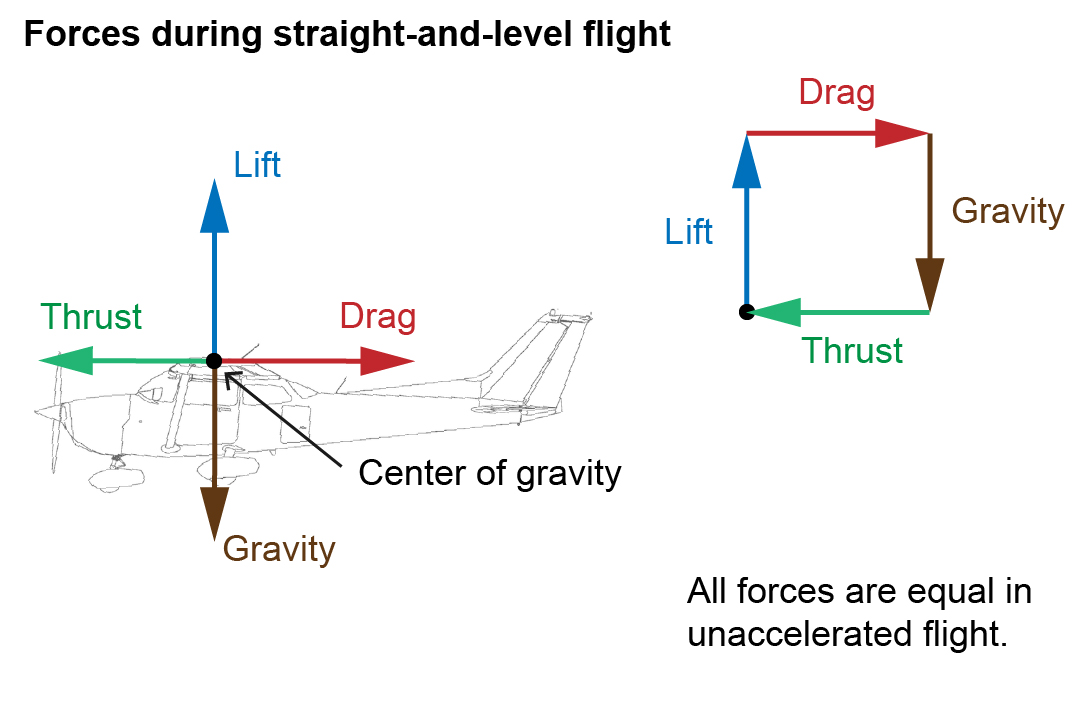 Forces during straight-and-level flight
Drag
Lift
Gravity
Lift
Thrust
Drag
Thrust
Center of gravity
Gravity
All forces are equal in
unaccelerated flight.